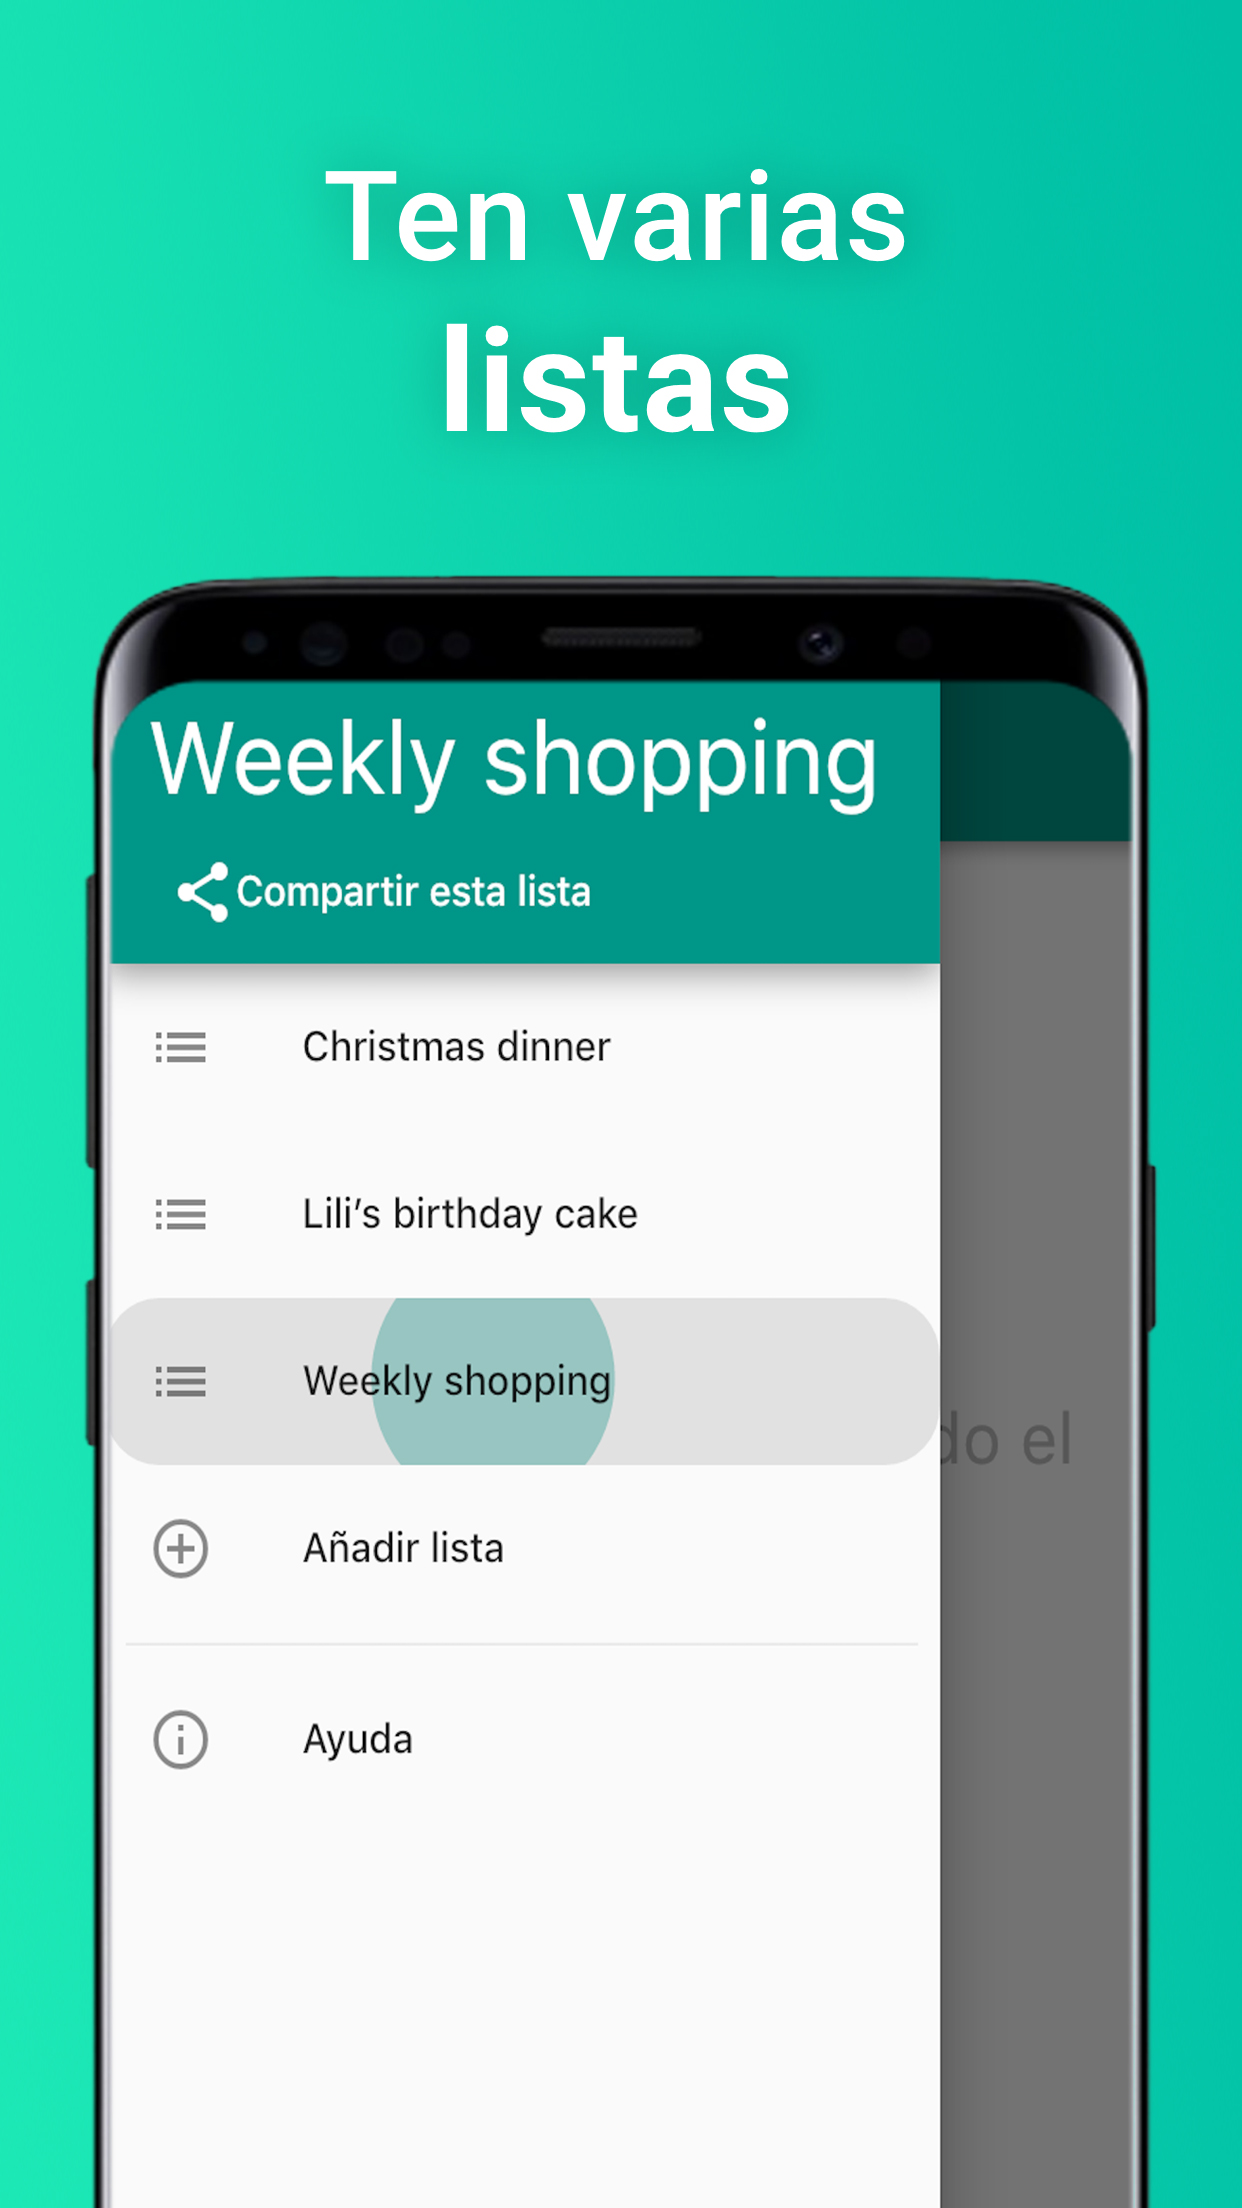 Ten varias
listas
Weekly shopping
Compartir esta lista
Christmas dinner
Lili’s birthday cake
Weekly shopping
do el
Añadir lista
Ayuda